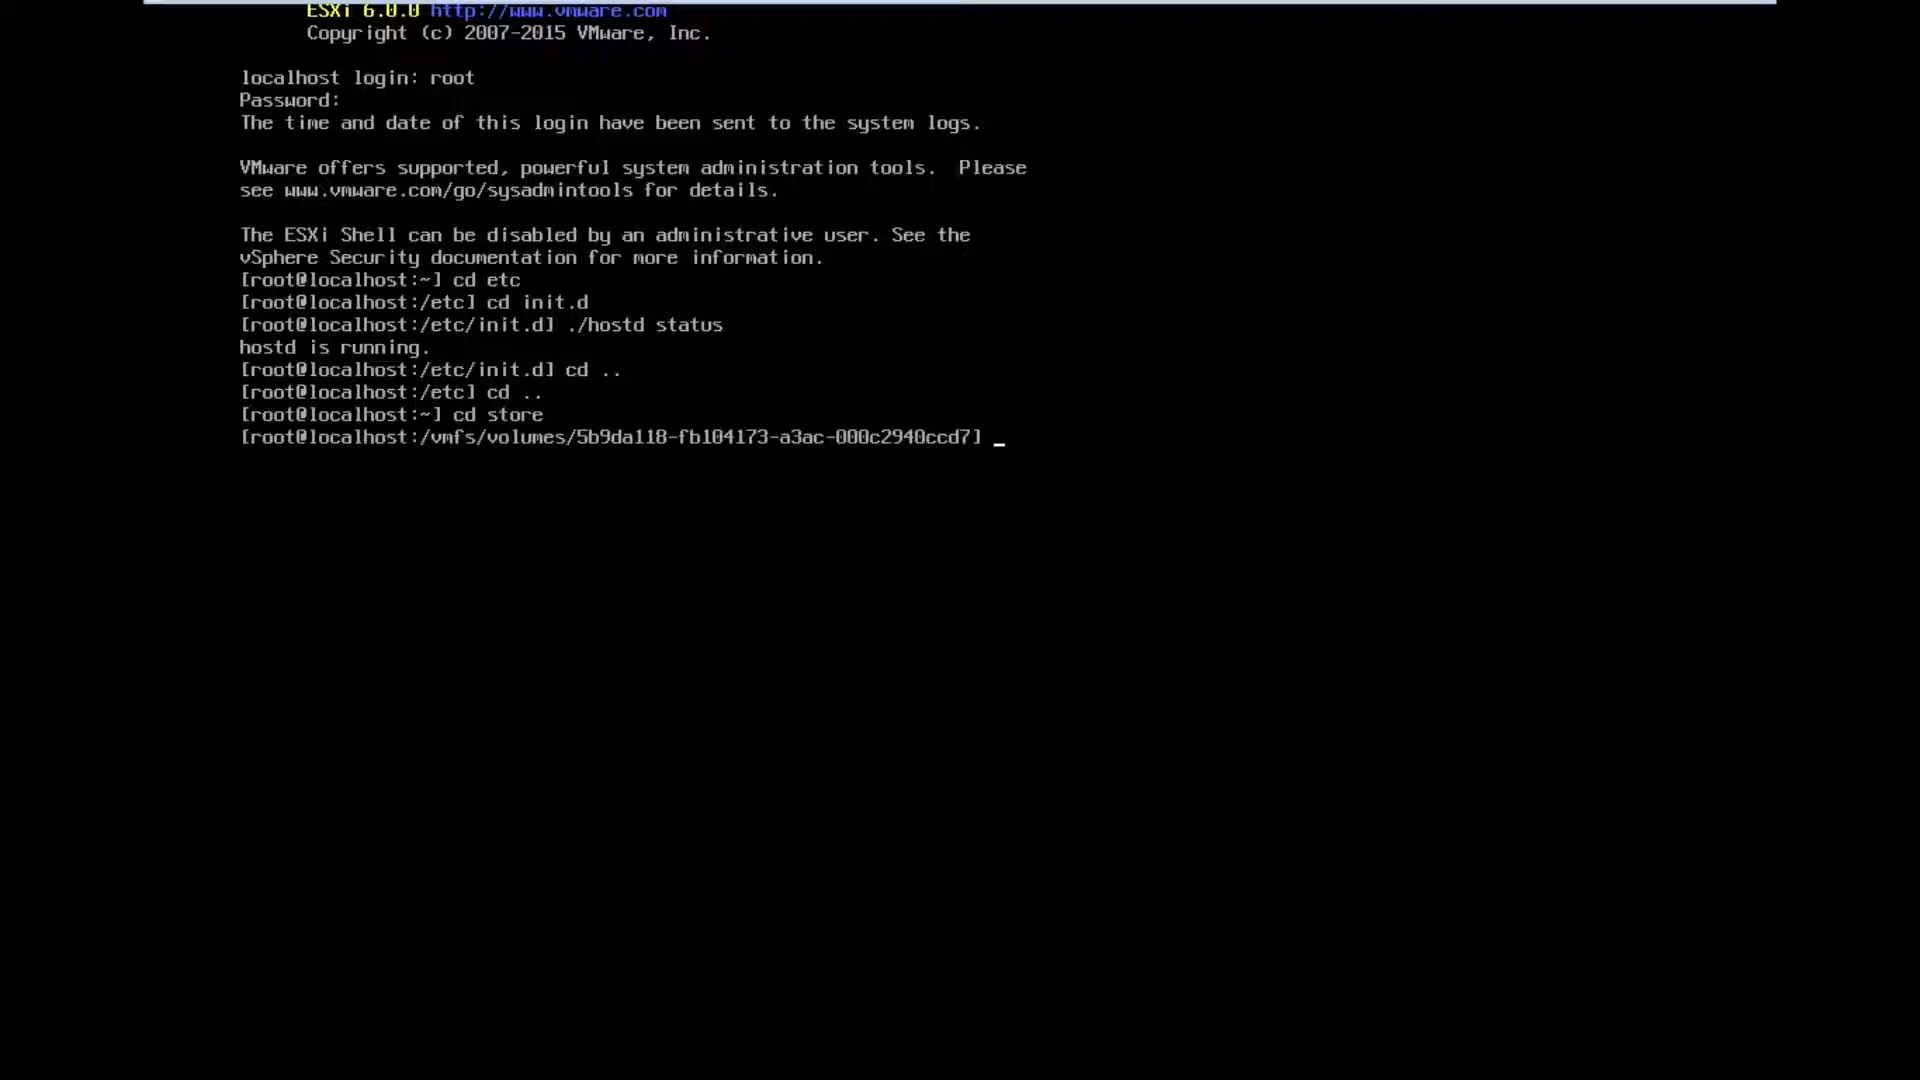 ESXi 6.0.0 http://www.vmware.com
Copyright (c) 2007-2015 VMware, Inc.
localhost login: root
Password:
The time and date of this login have been sent to the system logs.
VMware offers supported, powerful system administration tools.  Please
see www.vmware.com/go/sysadmintools for details.
The ESXi Shell can be disabled by an administrative user. See the
vSphere Security documentation for more information.
[root@localhost:~] cd etc
[root@localhost:/etc] cd init.d
[root@localhost:/etc/init.d] ./hostd status
hostd is running.
[root@localhost:/etc/init.d] cd ..
[root@localhost:/etc] cd ..
[root@localhost:~] cd store
[root@localhost:/vmfs/volumes/5b9da118-fb104173-a3ac-000c2940ccd7] _